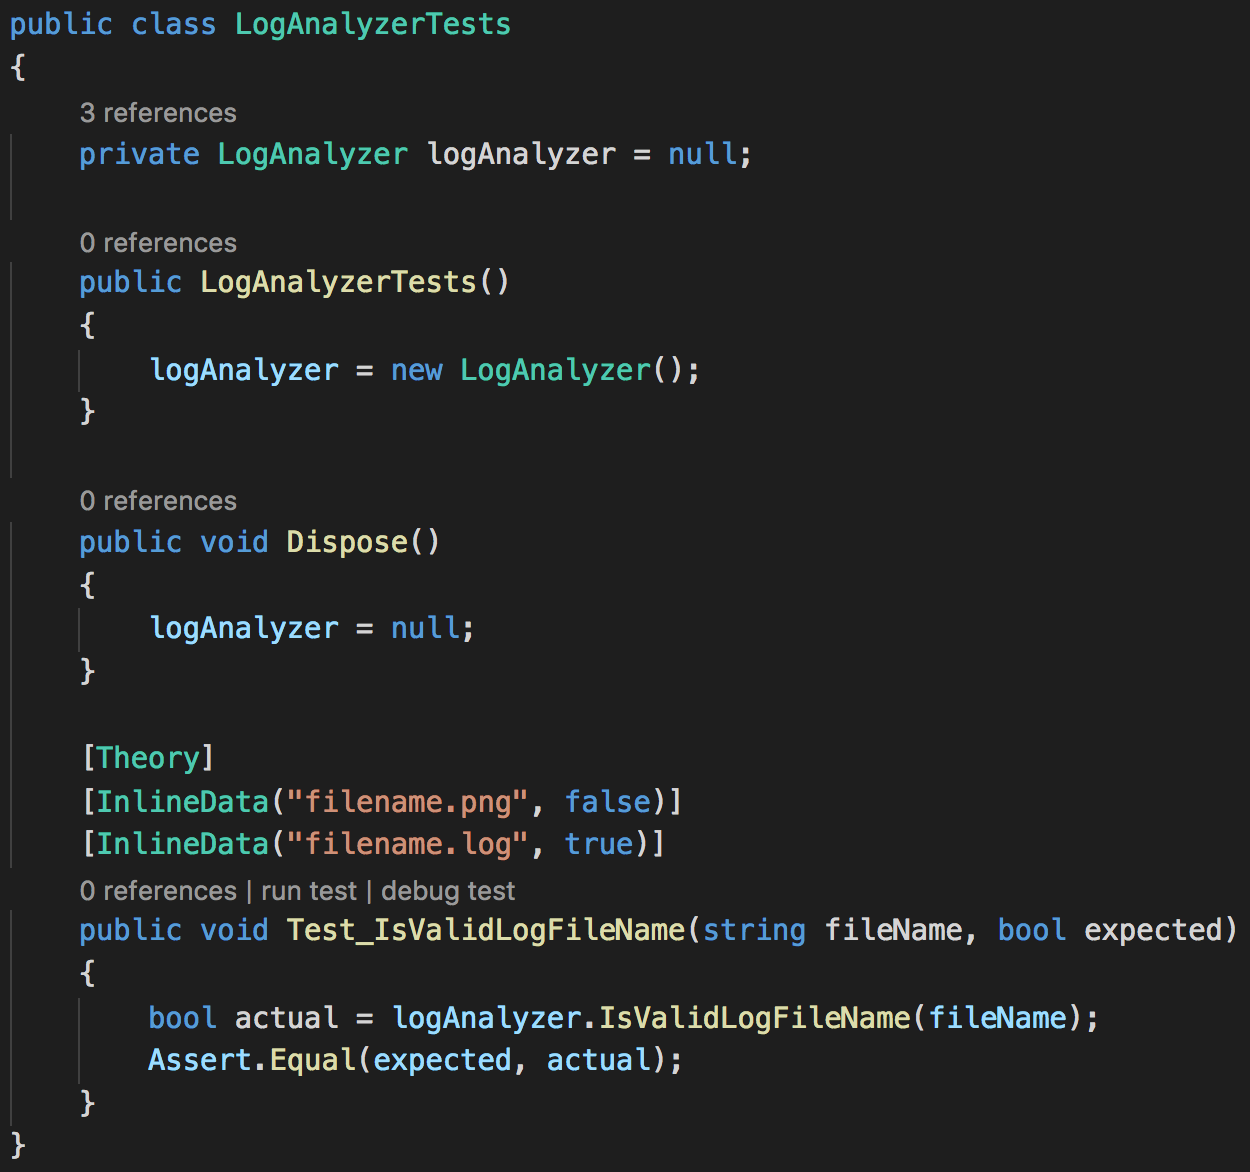 public class LogAnalyzerTests
{
3 references
private LogAnalyzer logAnalyzer = null;
0 references
public LogAnalyzerTests()
{
logAnalyzer = new LogAnalyzer();
}
0 references
public void Dispose()
{
logAnalyzer = null;
}
[Theory]
[InlineData("filename.png", false)]
[InlineData("filename.log", true)]
0 references | run test | debug test
public void Test_IsValidLogFileName(string fileName, bool expected)
{
bool actual = logAnalyzer.IsValidLogFileName(fileName);
Assert.Equal(expected, actual);
}
}